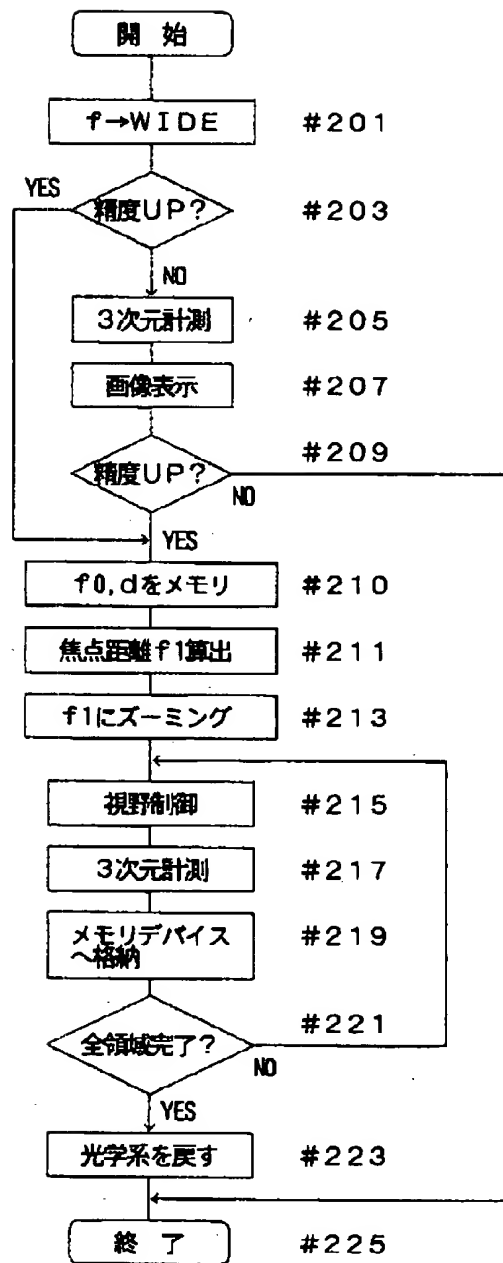 開 始
f→WIDE #201
YES
精度UP? #203
NO
3次元計測 #205
画像表示 #207
精度UP? #209
NO
YES
f0,dをメモリ #210
焦点距離f1算出 #211
f1にズーミング #213
視野制御 #215
3次元計測 #217
メモリデバイス #219
へ格納
全領域完了? #221
NO
YES
光学系を戻す #223
終 了 #225